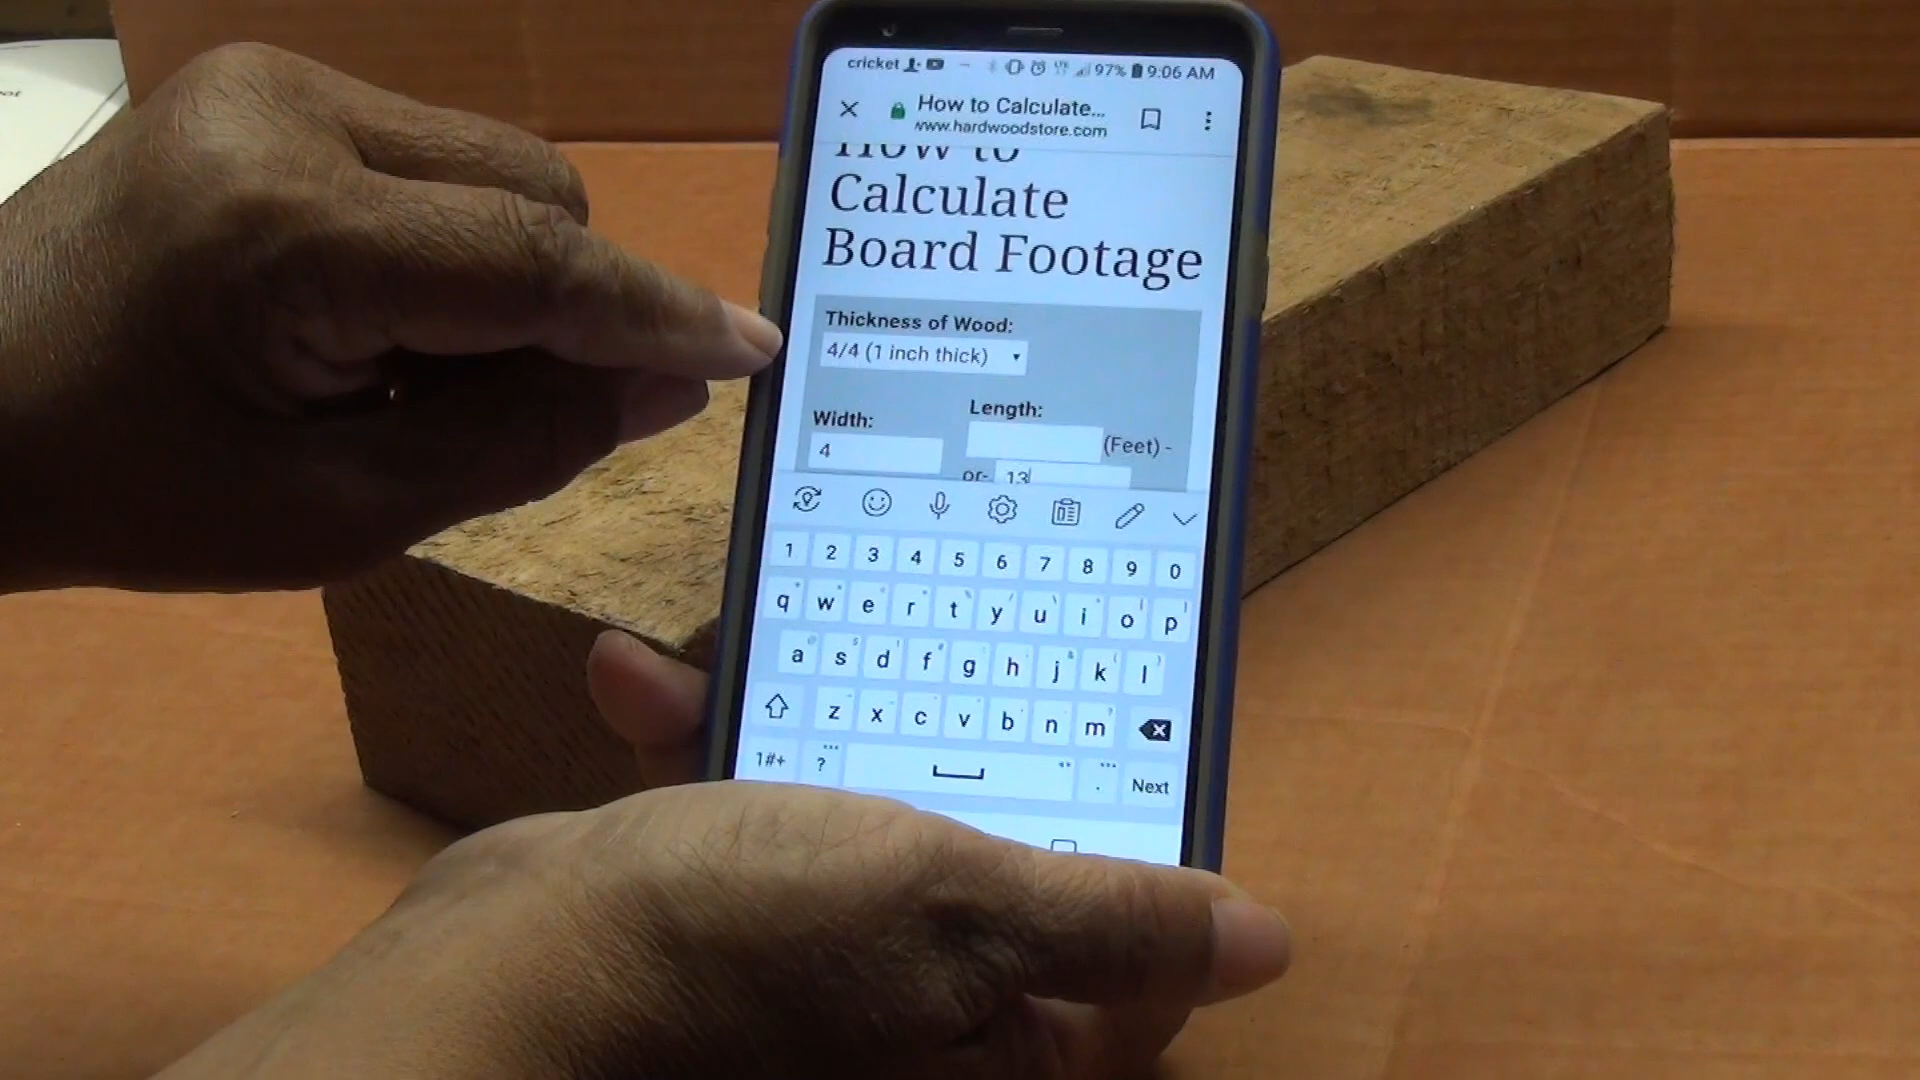 cricket 97% 9:06 AM
How to Calculate...
www.hardwoodstore.com
How to
Calculate
Board Footage
Thickness of Wood:
4/4 (1 inch thick)
Width:
Length:
4
(Feet) -
or- 13
1 2 3 4 5 6 7 8 9 0
q w e r t y u i o p
a s d f g h j k l
z x c v b n m
1#+ ? . Next